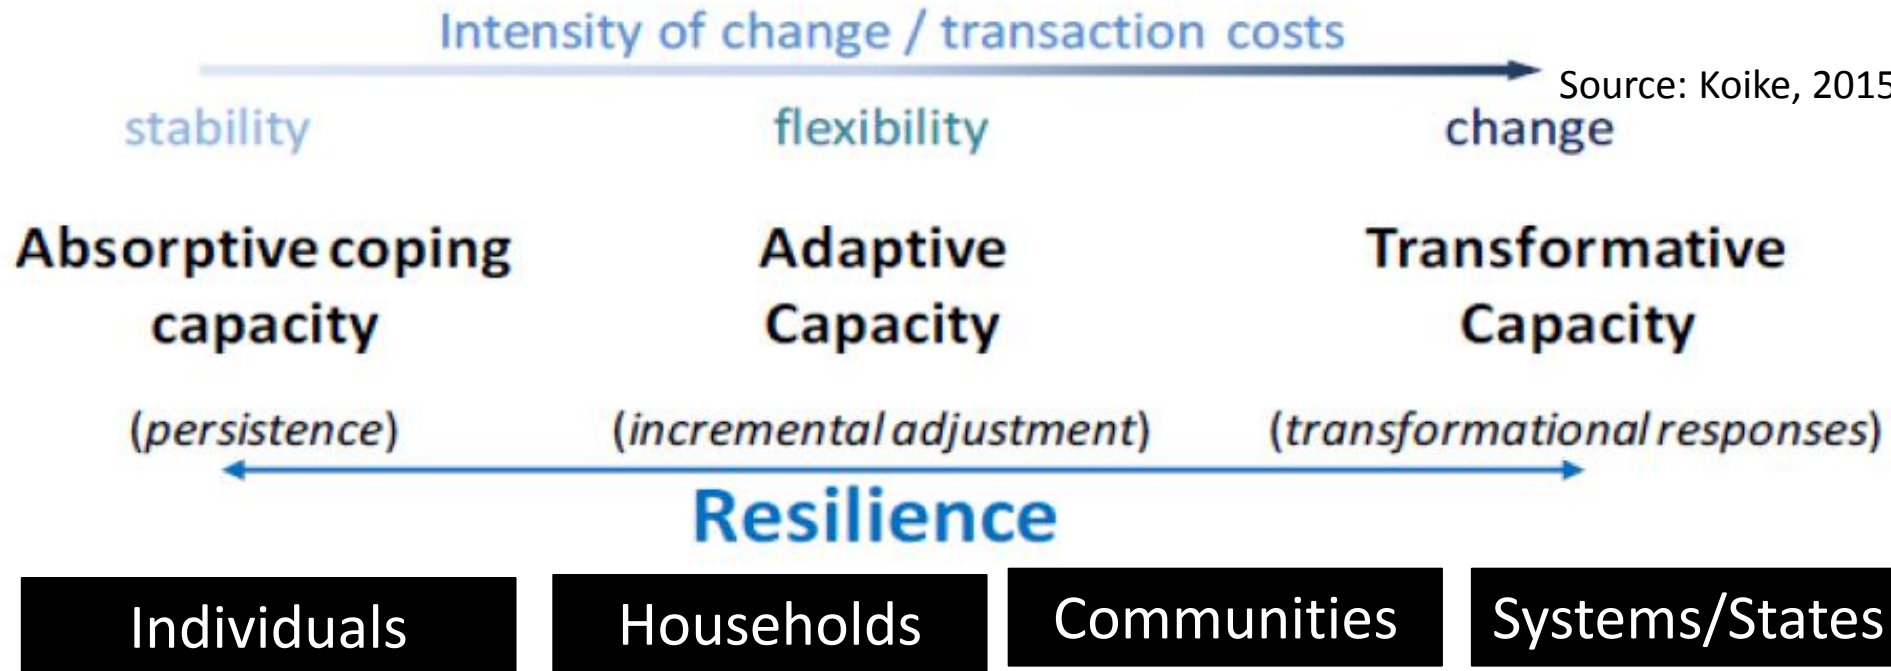 Intensity of change / transaction costs
Source: Koike, 2015
stability flexibility change
Absorptive coping capacity
Adaptive Capacity
Transformative Capacity
(persistence) (incremental adjustment) (transformational responses)
Resilience
Individuals Households Communities Systems/States